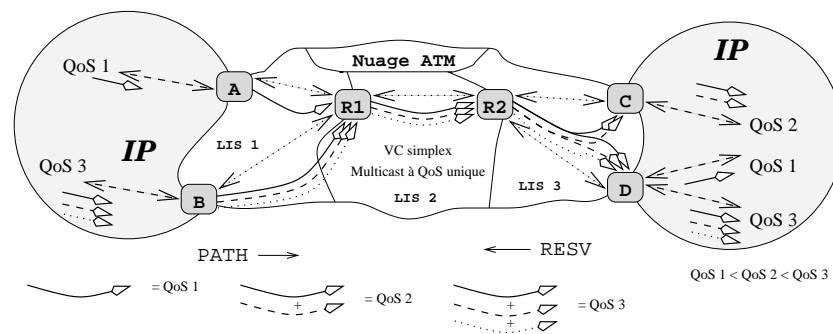 Nuage ATM
IP
QoS 1
A
C
R1
R2
QoS 2
IP
LIS 1
VC simplex
Multicast à QoS unique
QoS 1
QoS 3
B
LIS 2
LIS 3
D
QoS 3
PATH
RESV
QoS 1 < QoS 2 < QoS 3
= QoS 1
+
= QoS 2
+
+
= QoS 3